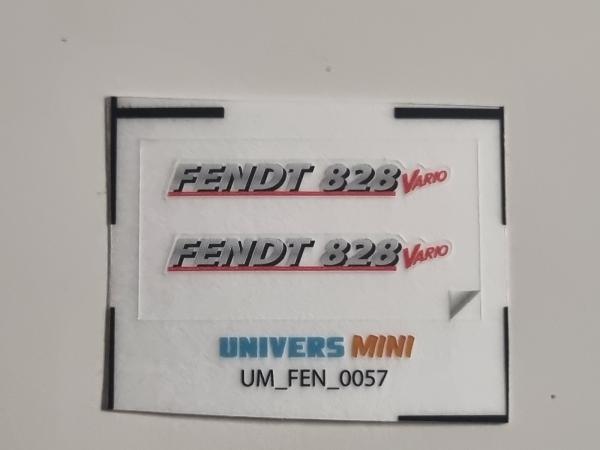 FENDT 828 VARIO
FENDT 828 VARIO
UNIVERS MINI
UM_FEN_0057